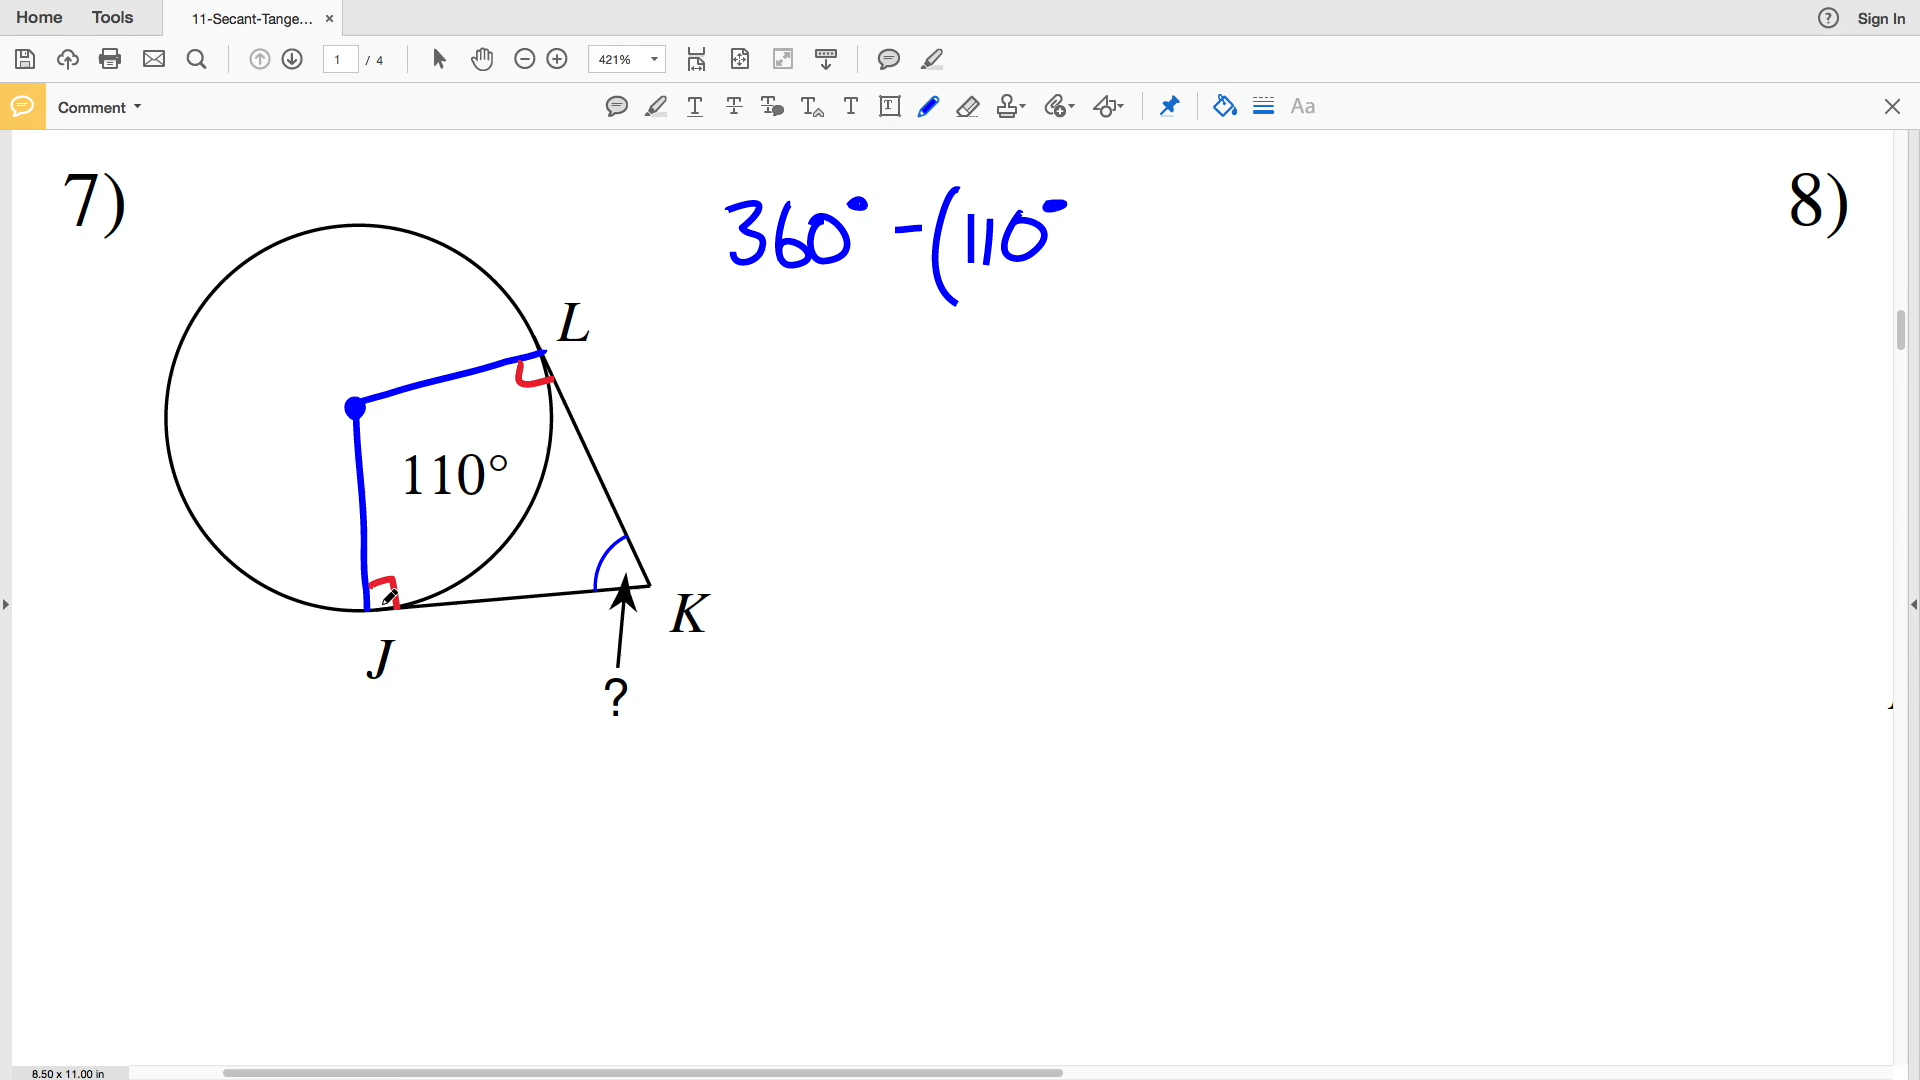 Home Tools 11-Secant-Tange... × ? Sign In
1 / 4 421%
Comment Aa
7) 360° - (110° 8)
L
110°
K
J
?
8.50 x 11.00 in